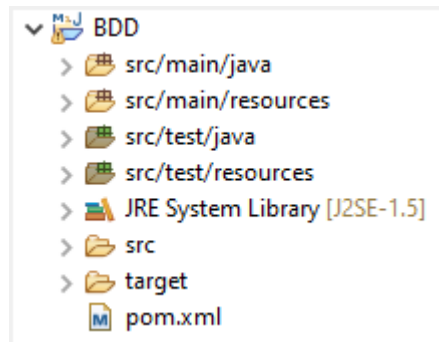 BDD
src/main/java
src/main/resources
src/test/java
src/test/resources
JRE System Library [J2SE-1.5]
src
target
pom.xml